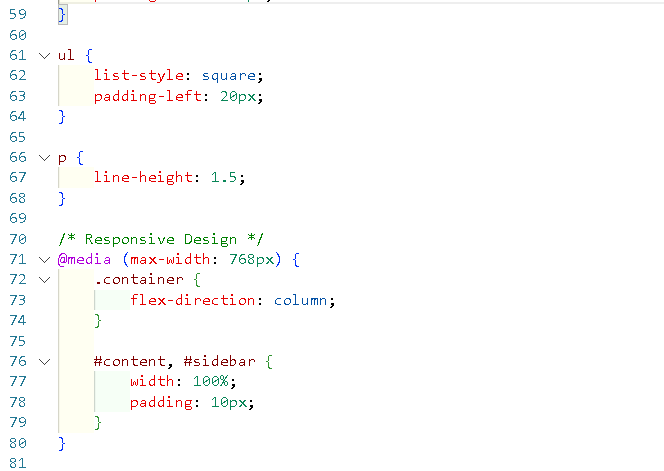 59 }
60
61 ul {
62     list-style: square;
63     padding-left: 20px;
64 }
65
66 p {
67     line-height: 1.5;
68 }
69
70 /* Responsive Design */
71 @media (max-width: 768px) {
72     .container {
73         flex-direction: column;
74     }
75
76     #content, #sidebar {
77         width: 100%;
78         padding: 10px;
79     }
80 }
81